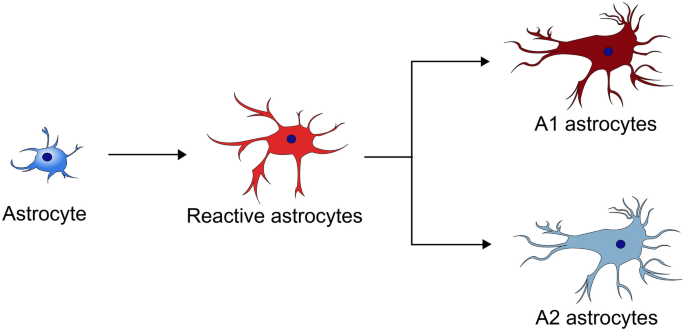 A1 astrocytes
Astrocyte
Reactive astrocytes
A2 astrocytes